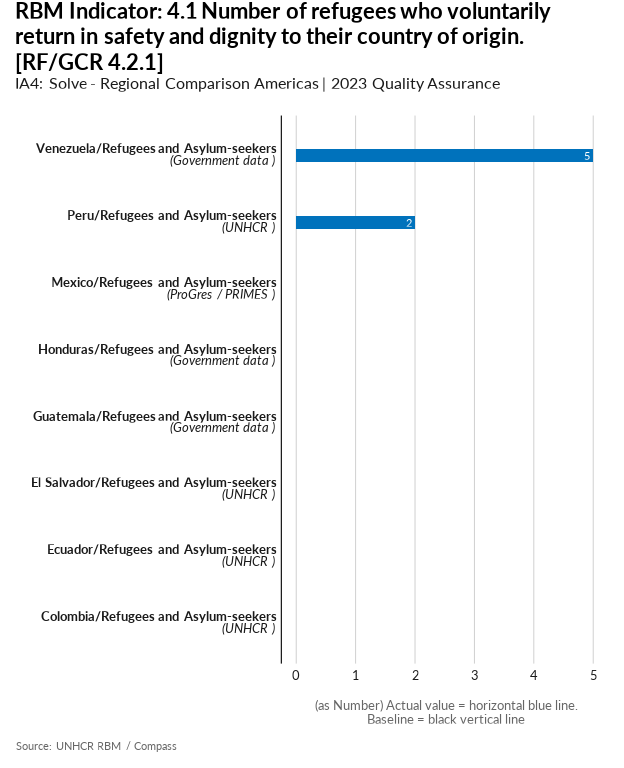 RBM Indicator: 4.1 Number of refugees who voluntarily
return in safety and dignity to their country of origin.
[RF/GCR 4.2.1]
IA4: Solve - Regional Comparison Americas | 2023 Quality Assurance
Venezuela/Refugees and Asylum-seekers
(Government data )
5
Peru/Refugees and Asylum-seekers
(UNHCR )
2
Mexico/Refugees and Asylum-seekers
(ProGres / PRIMES )
Honduras/Refugees and Asylum-seekers
(Government data )
Guatemala/Refugees and Asylum-seekers
(Government data )
El Salvador/Refugees and Asylum-seekers
(UNHCR )
Ecuador/Refugees and Asylum-seekers
(UNHCR )
Colombia/Refugees and Asylum-seekers
(UNHCR )
0 1 2 3 4 5
(as Number) Actual value = horizontal blue line.
Baseline = black vertical line
Source: UNHCR RBM / Compass